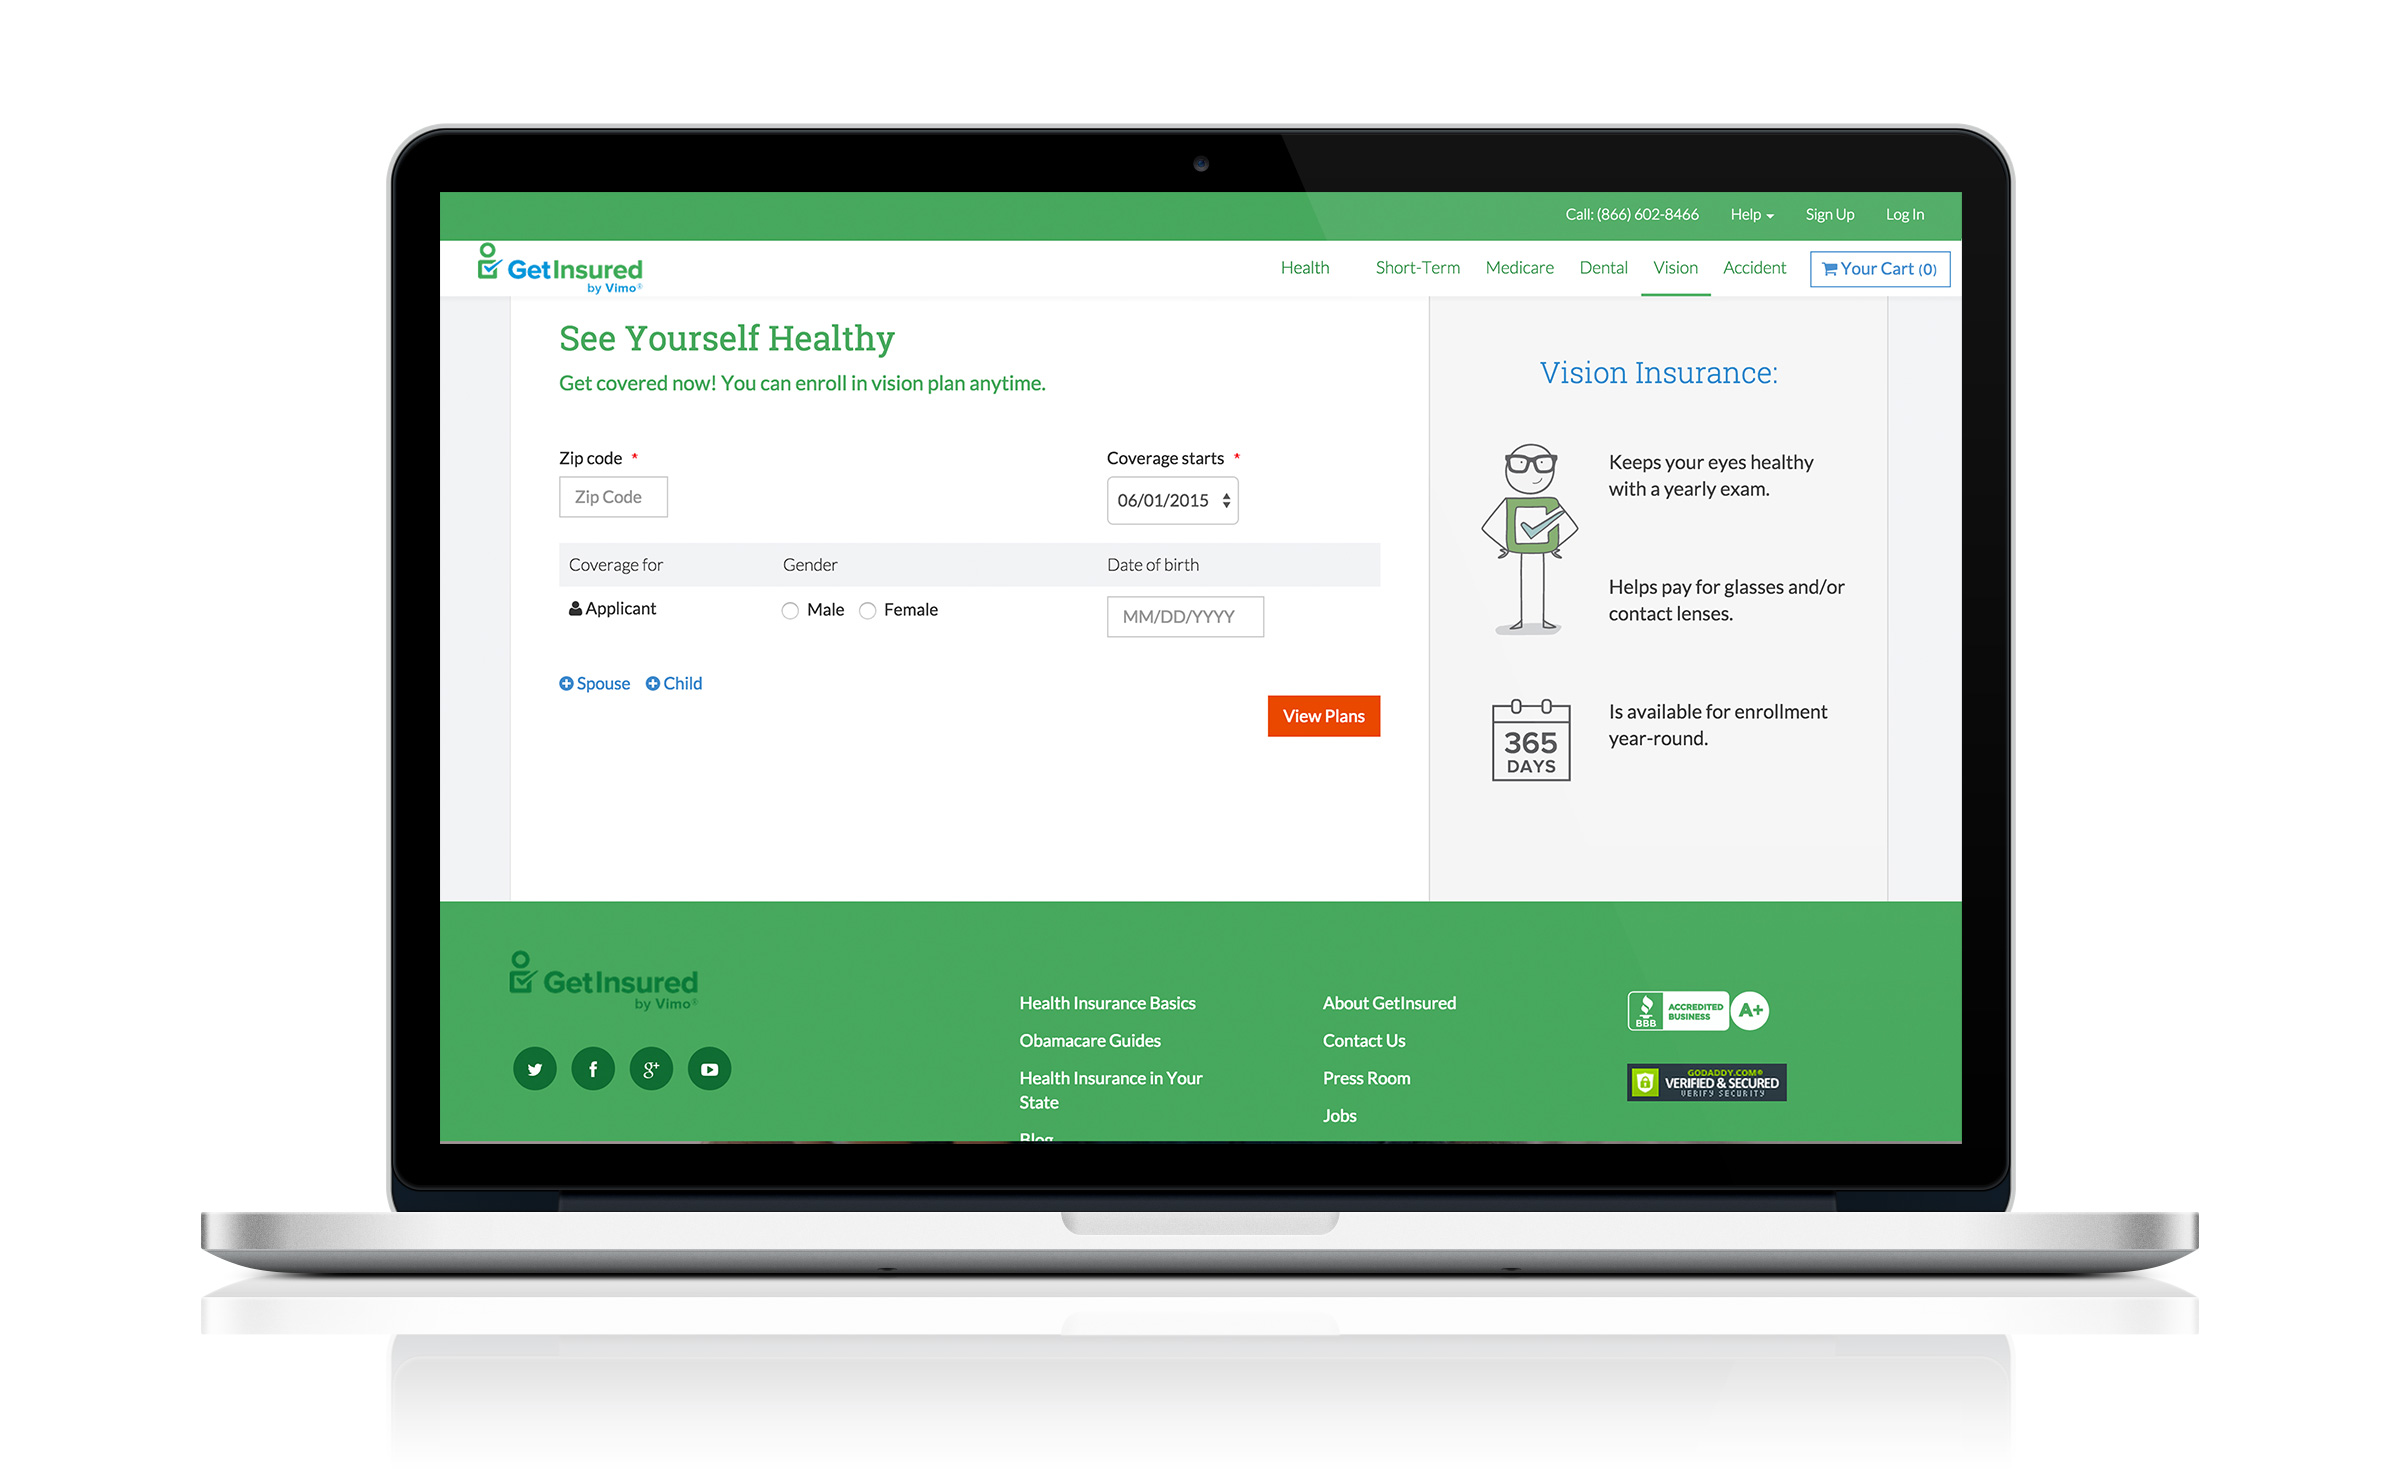 Call: (866) 602-8466 Help Sign Up Log In
GetInsured
by Vimo®
Health Short-Term Medicare Dental Vision Accident Your Cart (0)
See Yourself Healthy
Get covered now! You can enroll in vision plan anytime.
Zip code * Coverage starts *
Zip Code 06/01/2015
Coverage for Gender Date of birth
Applicant Male Female MM/DD/YYYY
Spouse Child
View Plans
Vision Insurance:
Keeps your eyes healthy
with a yearly exam.
Helps pay for glasses and/or
contact lenses.
365
DAYS
Is available for enrollment
year-round.
GetInsured
by Vimo®
Health Insurance Basics
Obamacare Guides
Health Insurance in Your
State
Blog
About GetInsured
Contact Us
Press Room
Jobs
BBB
ACCREDITED
BUSINESS
A+
GODADDY.COM®
VERIFIED & SECURED
VERIFY SECURITY